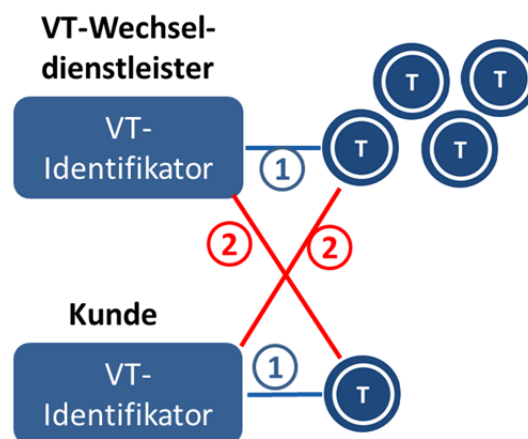 VT-Wechsel-
dienstleister
VT-
Identifikator
1
T
T
T
T
2
2
Kunde
VT-
Identifikator
1
T